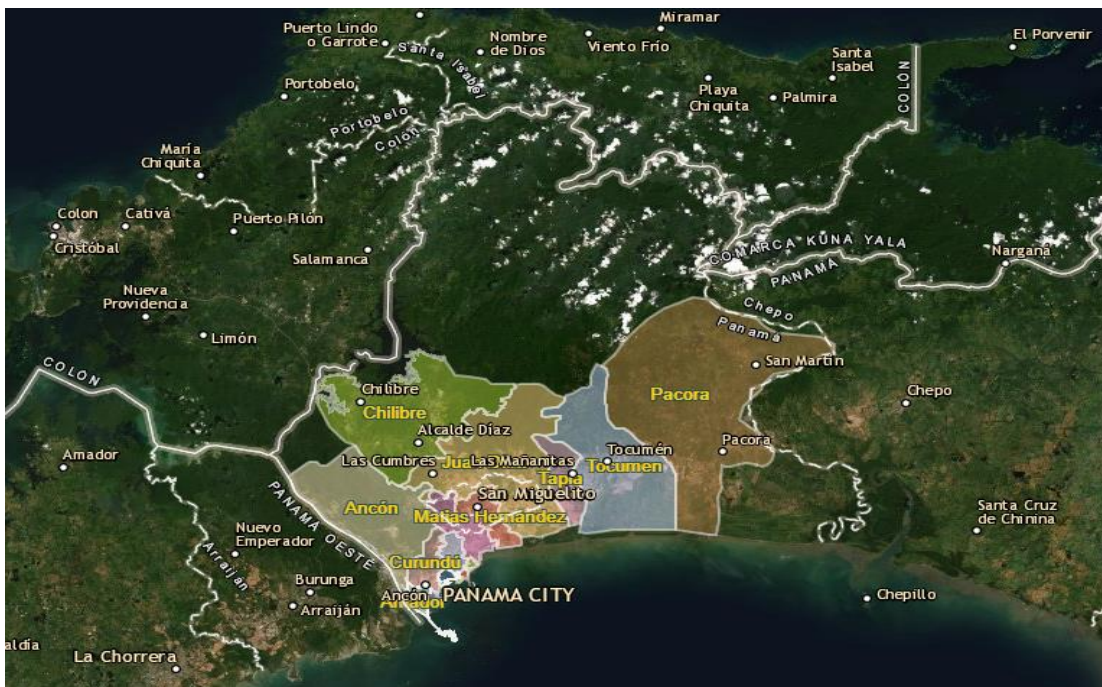 Miramar
Puerto Lindo
o Garrote
Nombre
de Dios
Viento Frío
El Porvenir
Santa Isabel
Santa
Isabel
Portobelo
Playa
Chiquita
Palmira
COLÓN
Portobelo
Colón
María
Chiquita
Colon
Cativá
Puerto Pilón
Cristóbal
Salamanca
COMARCA KUNA YALA
Narganá
PANAMÁ
Nueva
Providencia
Chepo
Panamá
Limón
San Martín
COLÓN
Chilibre
Chilibre
Pacora
Chepo
Alcalde Díaz
Pacora
Tocumén
Amador
Las Cumbres
Las Mañanitas
Tocumen
Tapia
Ancón
San Miguelito
Matías Hernández
PANAMÁ OESTE
Santa Cruz
de Chinina
Nuevo
Emperador
Arraiján
Curundú
Burunga
Ancón
PANAMA CITY
Arraiján
Chepillo
La Chorrera